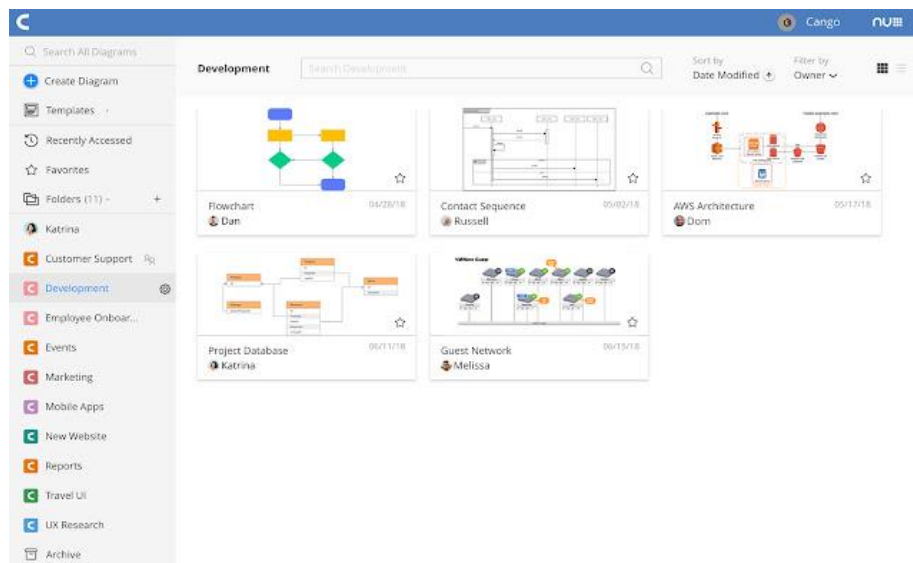 Cango
Search All Diagrams
Create Diagram
Templates
Recently Accessed
Favorites
Folders (11)
Katrina
Customer Support
Development
Employee Onboar...
Events
Marketing
Mobile Apps
New Website
Reports
Travel UI
UX Research
Archive
Development
Search Development
Sort by
Date Modified
Filter by
Owner
Flowchart
04/28/18
Dan
Contact Sequence
05/02/18
Russell
AWS Architecture
05/17/18
Dom
Project Database
06/11/18
Katrina
Guest Network
06/15/18
Melissa